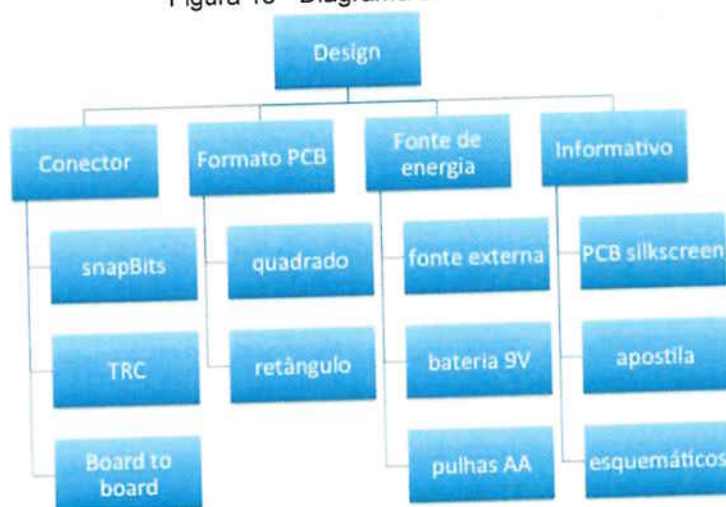 Design
Conector
Formato PCB
Fonte de
energia
Informativo
snapBits
quadrado
fonte externa
PCB silkscreen
TRC
retângulo
bateria 9V
apostila
Board to
board
pulhas AA
esquemáticos